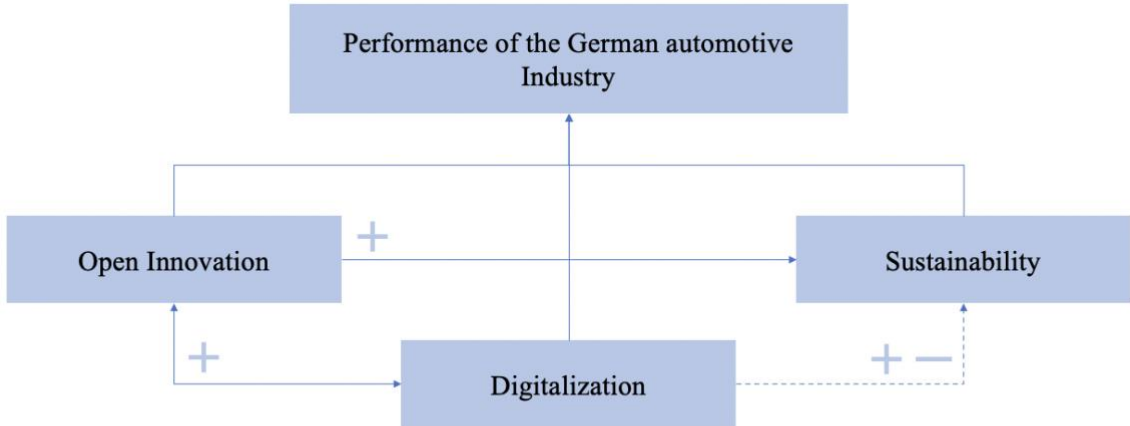 Performance of the German automotive
Industry
+
Open Innovation
Sustainability
+
+ −
Digitalization